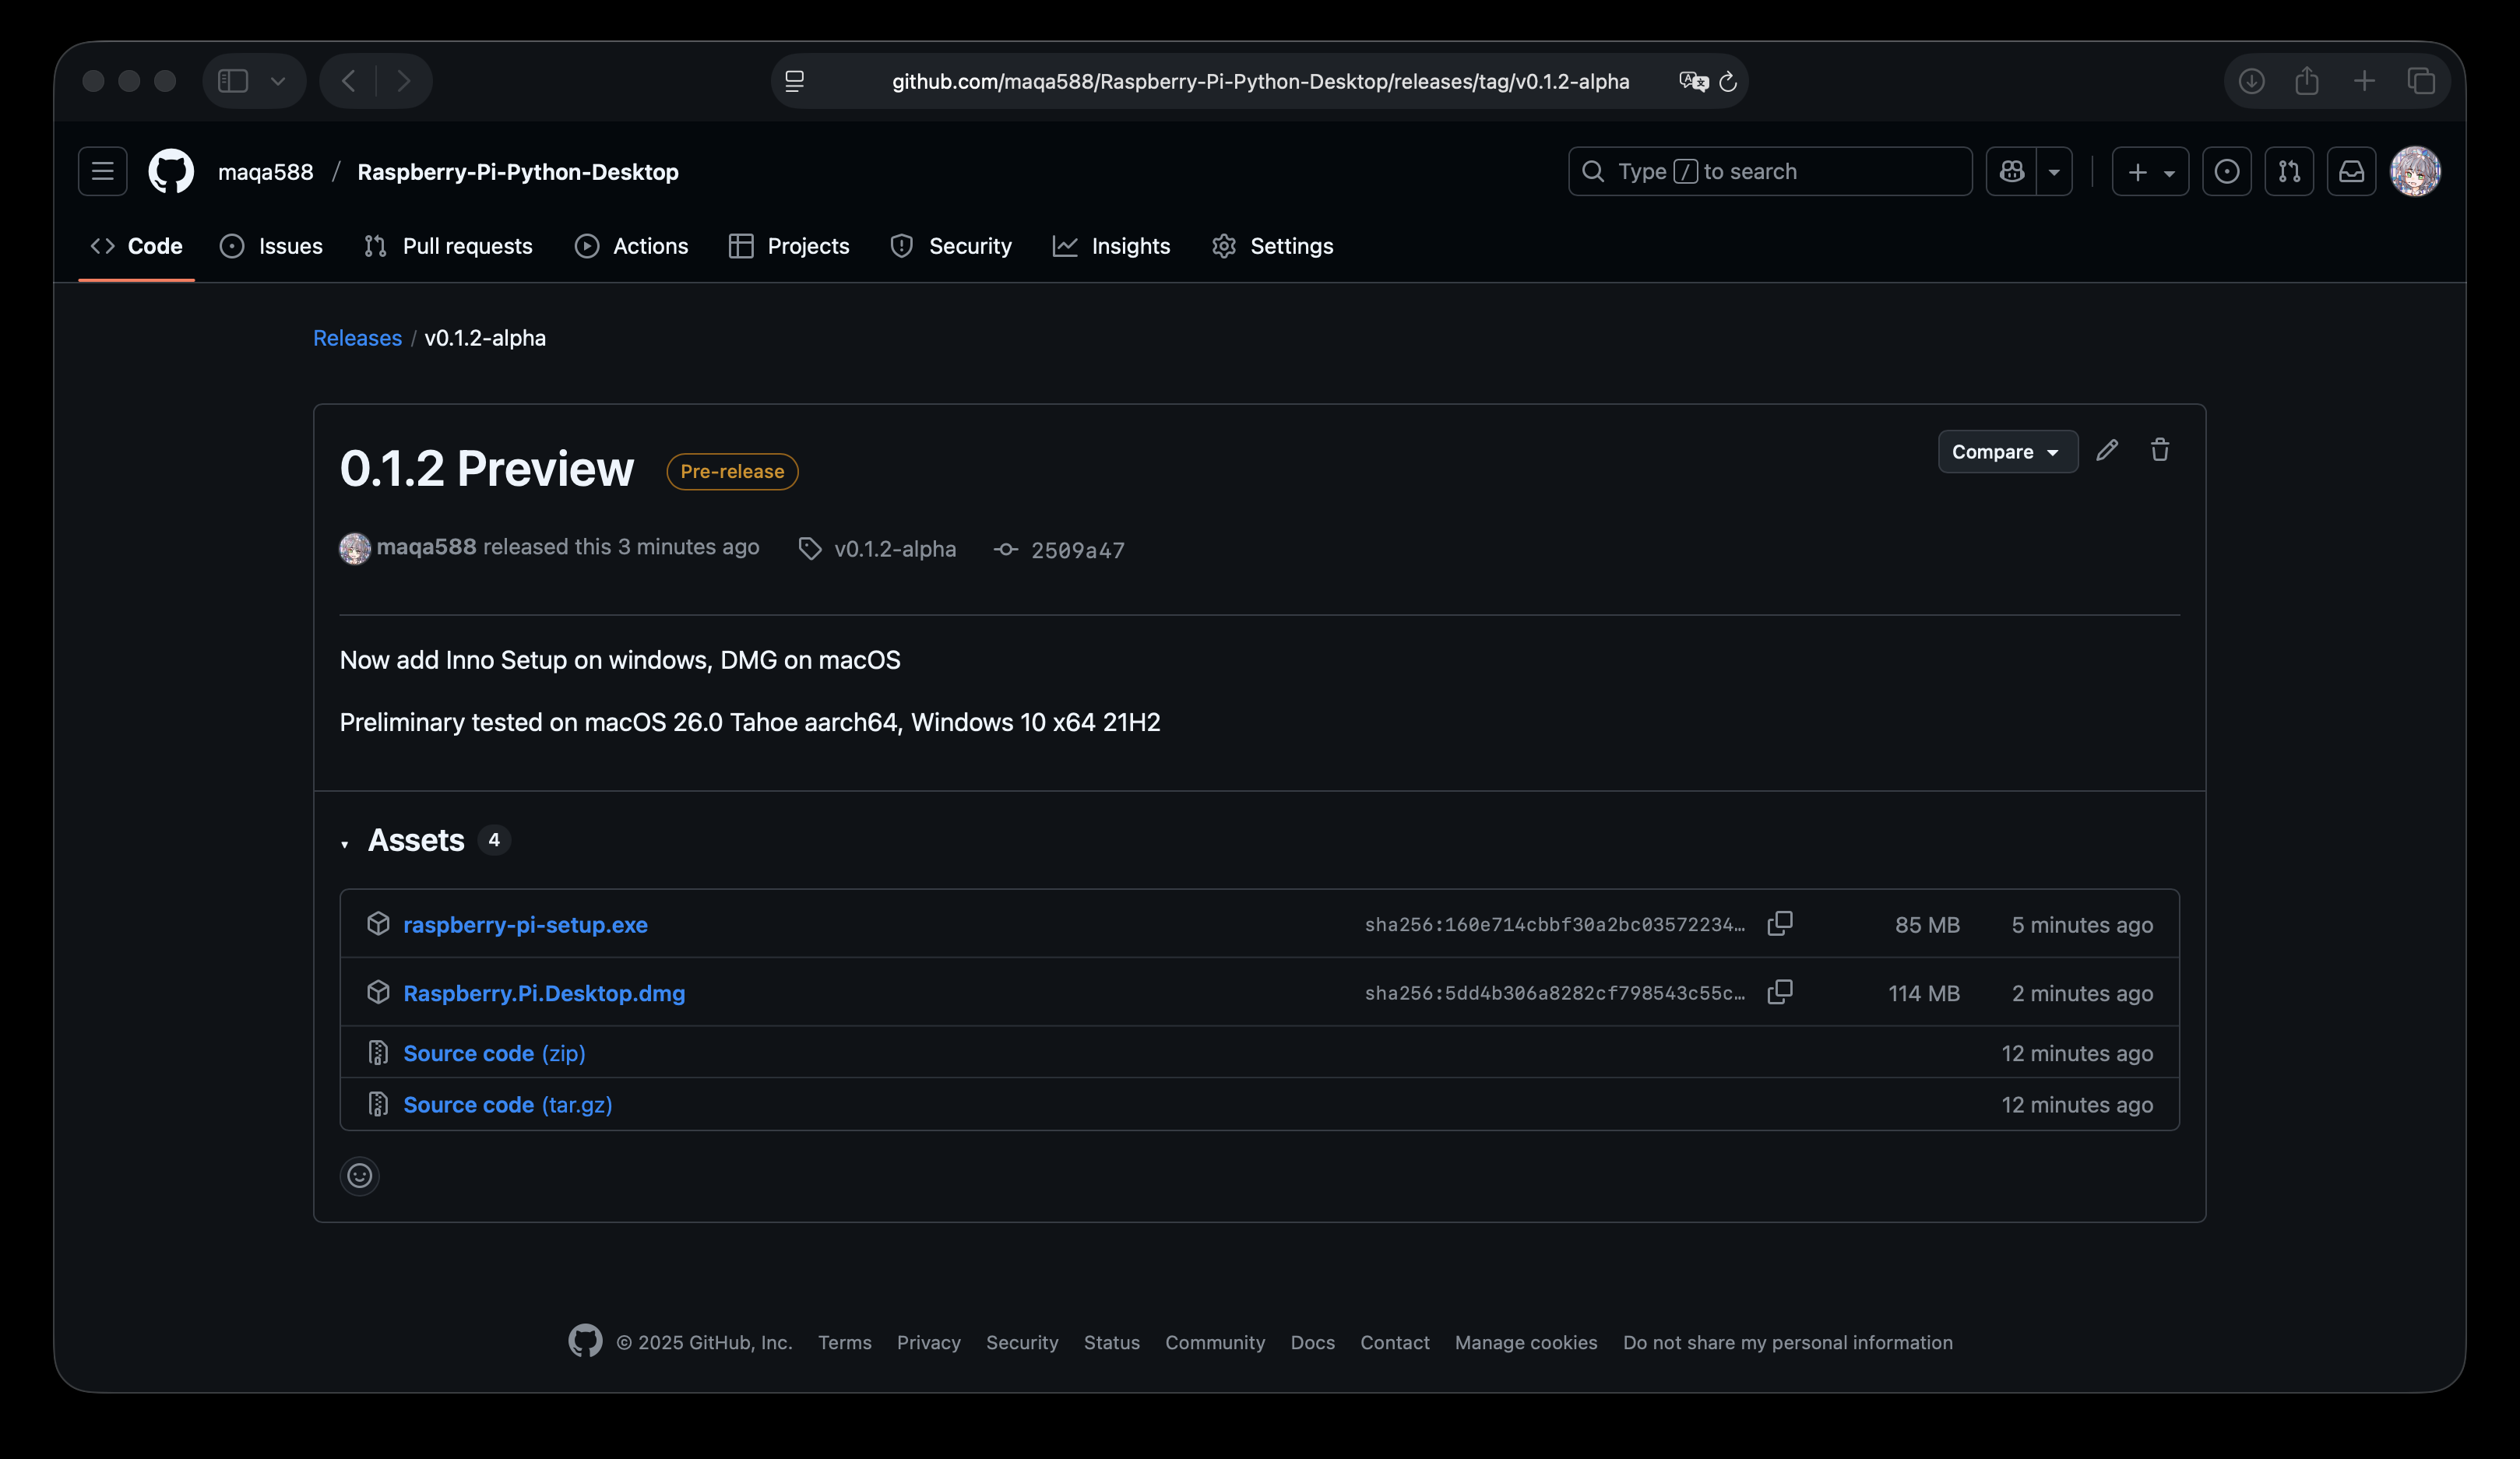 github.com/maqa588/Raspberry-Pi-Python-Desktop/releases/tag/v0.1.2-alpha
maqa588 / Raspberry-Pi-Python-Desktop
Type / to search
Code Issues Pull requests Actions Projects Security Insights Settings
Releases / v0.1.2-alpha
0.1.2 Preview Pre-release
Compare
maqa588 released this 3 minutes ago v0.1.2-alpha 2509a47
Now add Inno Setup on windows, DMG on macOS
Preliminary tested on macOS 26.0 Tahoe aarch64, Windows 10 x64 21H2
Assets 4
raspberry-pi-setup.exe sha256:160e714cbbf30a2bc03572234… 85 MB 5 minutes ago
Raspberry.Pi.Desktop.dmg sha256:5dd4b306a8282cf798543c55c… 114 MB 2 minutes ago
Source code (zip) 12 minutes ago
Source code (tar.gz) 12 minutes ago
© 2025 GitHub, Inc. Terms Privacy Security Status Community Docs Contact Manage cookies Do not share my personal information